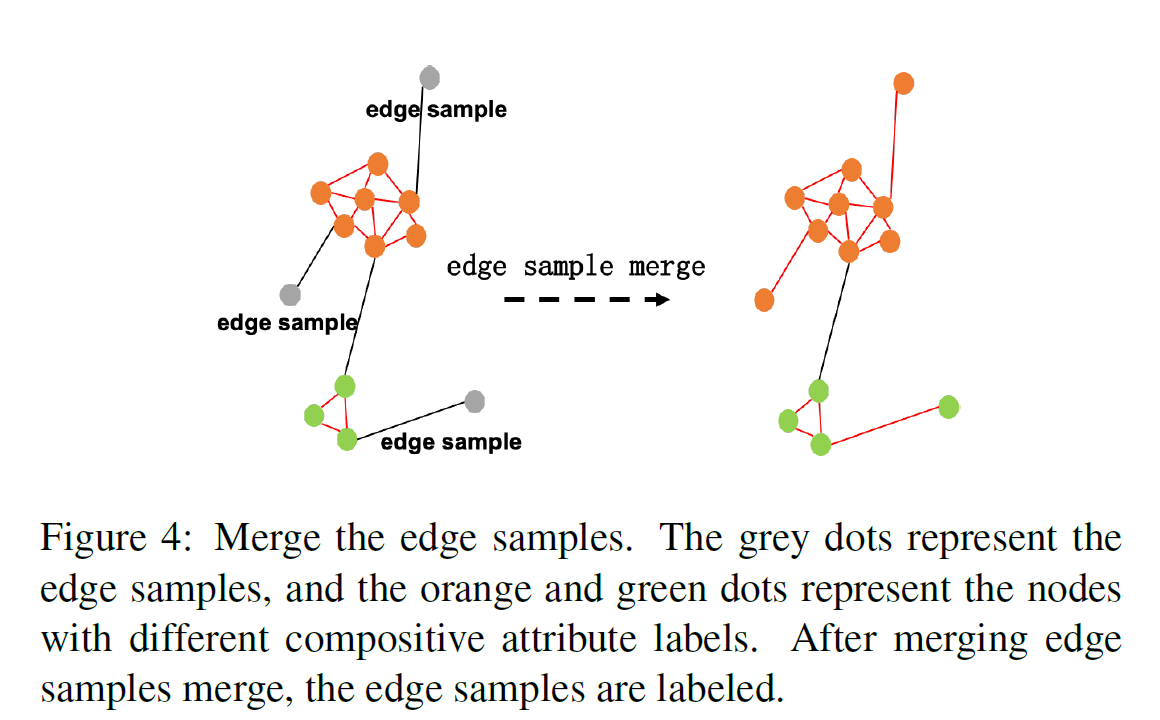 edge sample
edge sample merge
edge sample
edge sample
Figure 4: Merge the edge samples. The grey dots represent the
edge samples, and the orange and green dots represent the nodes
with different compositive attribute labels. After merging edge
samples merge, the edge samples are labeled.